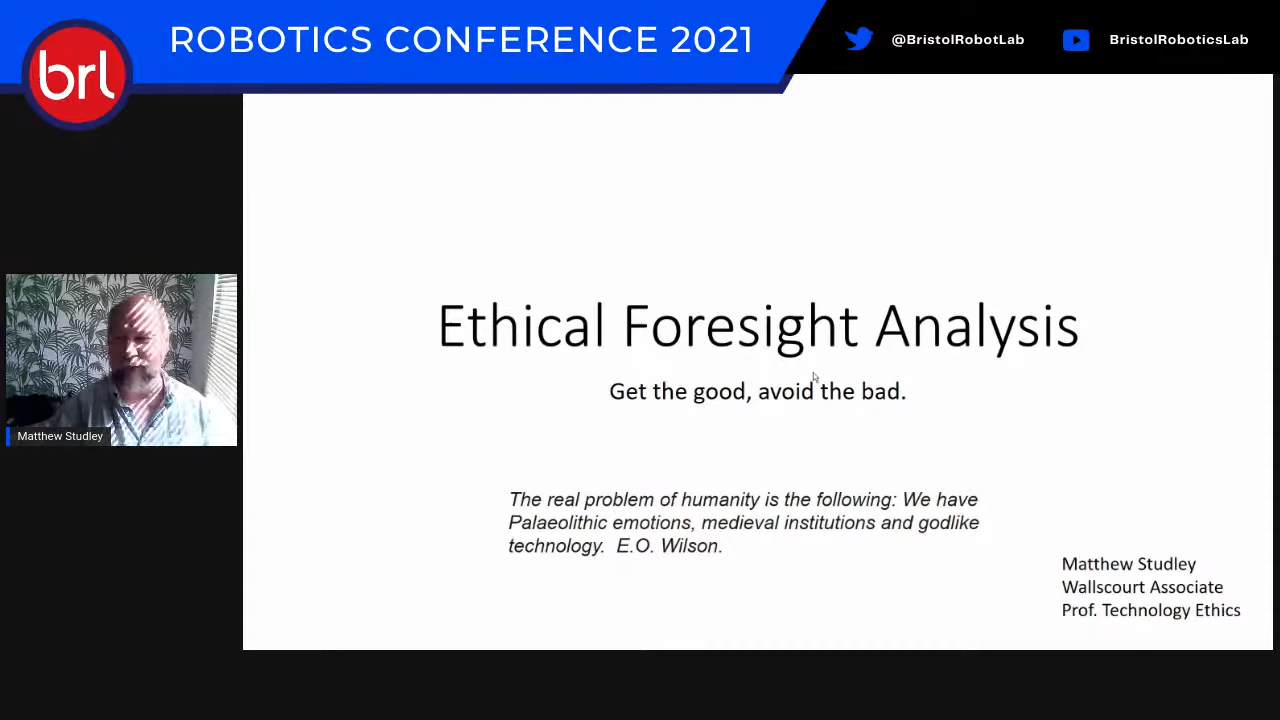 ROBOTICS CONFERENCE 2021
@BristolRobotLab
BristolRoboticsLab
brl
Ethical Foresight Analysis
Get the good, avoid the bad.
Matthew Studley
The real problem of humanity is the following: We have
Palaeolithic emotions, medieval institutions and godlike
technology.  E.O. Wilson.
Matthew Studley
Wallscourt Associate
Prof. Technology Ethics